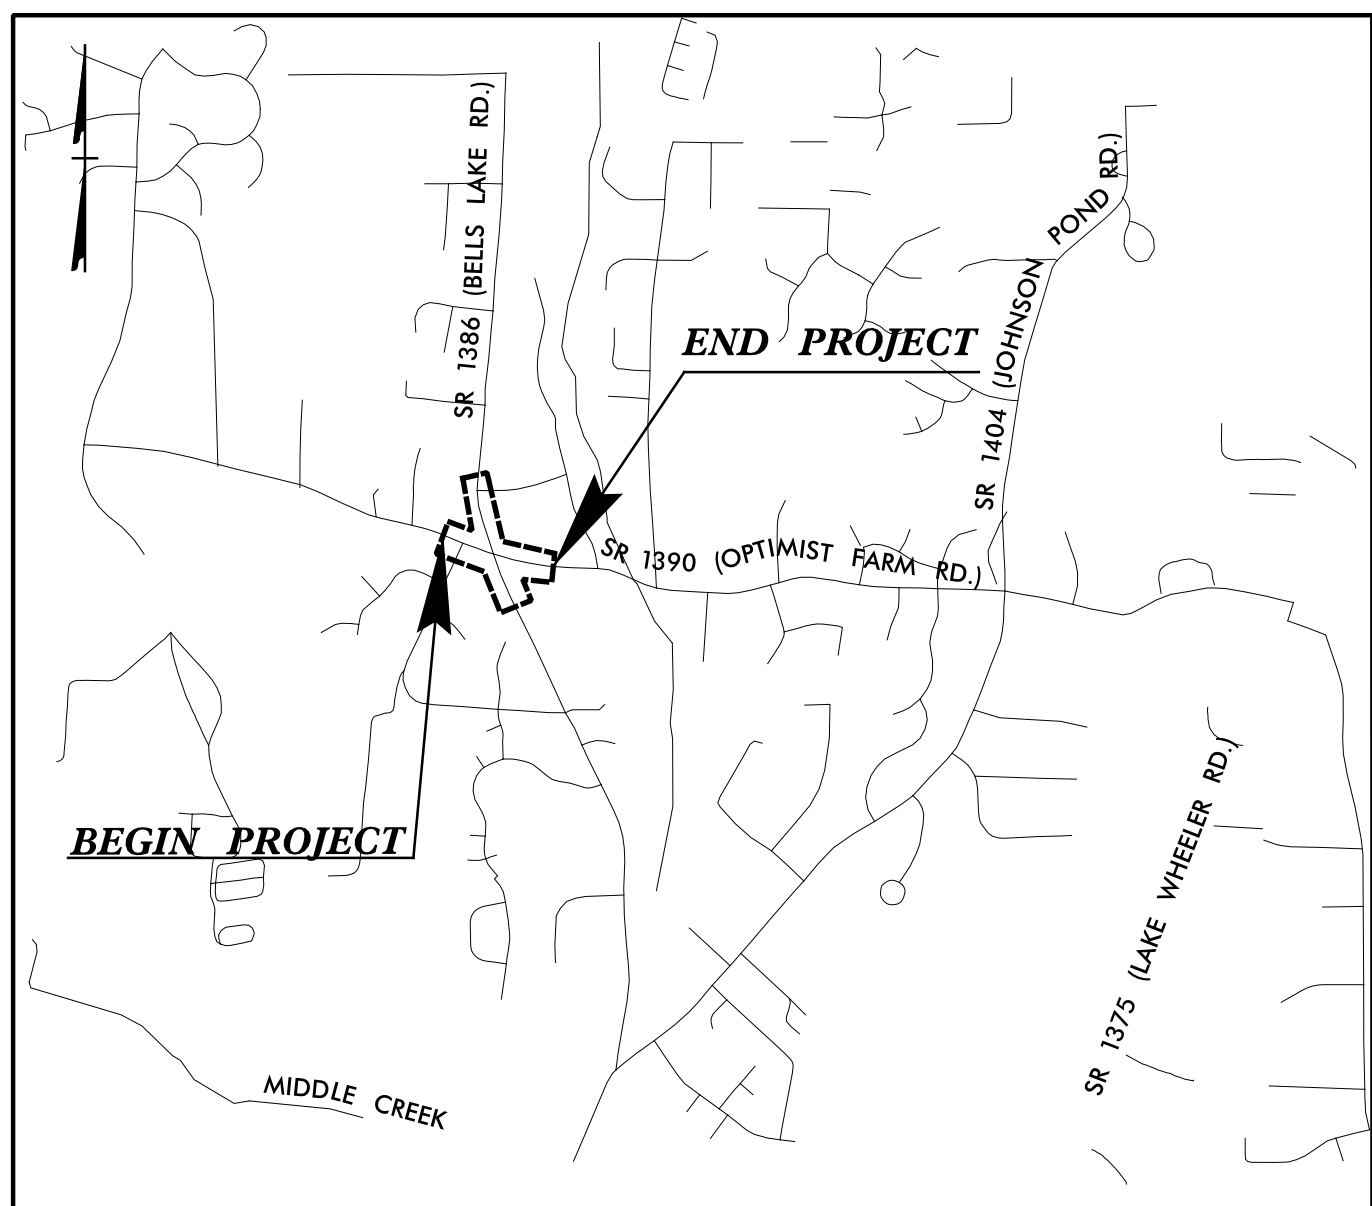 SR 1386 (BELLS LAKE RD.)
SR 1404 (JOHNSON POND RD.)
END PROJECT
SR 1390 (OPTIMIST FARM RD.)
BEGIN PROJECT
SR 1375 (LAKE WHEELER RD.)
MIDDLE CREEK